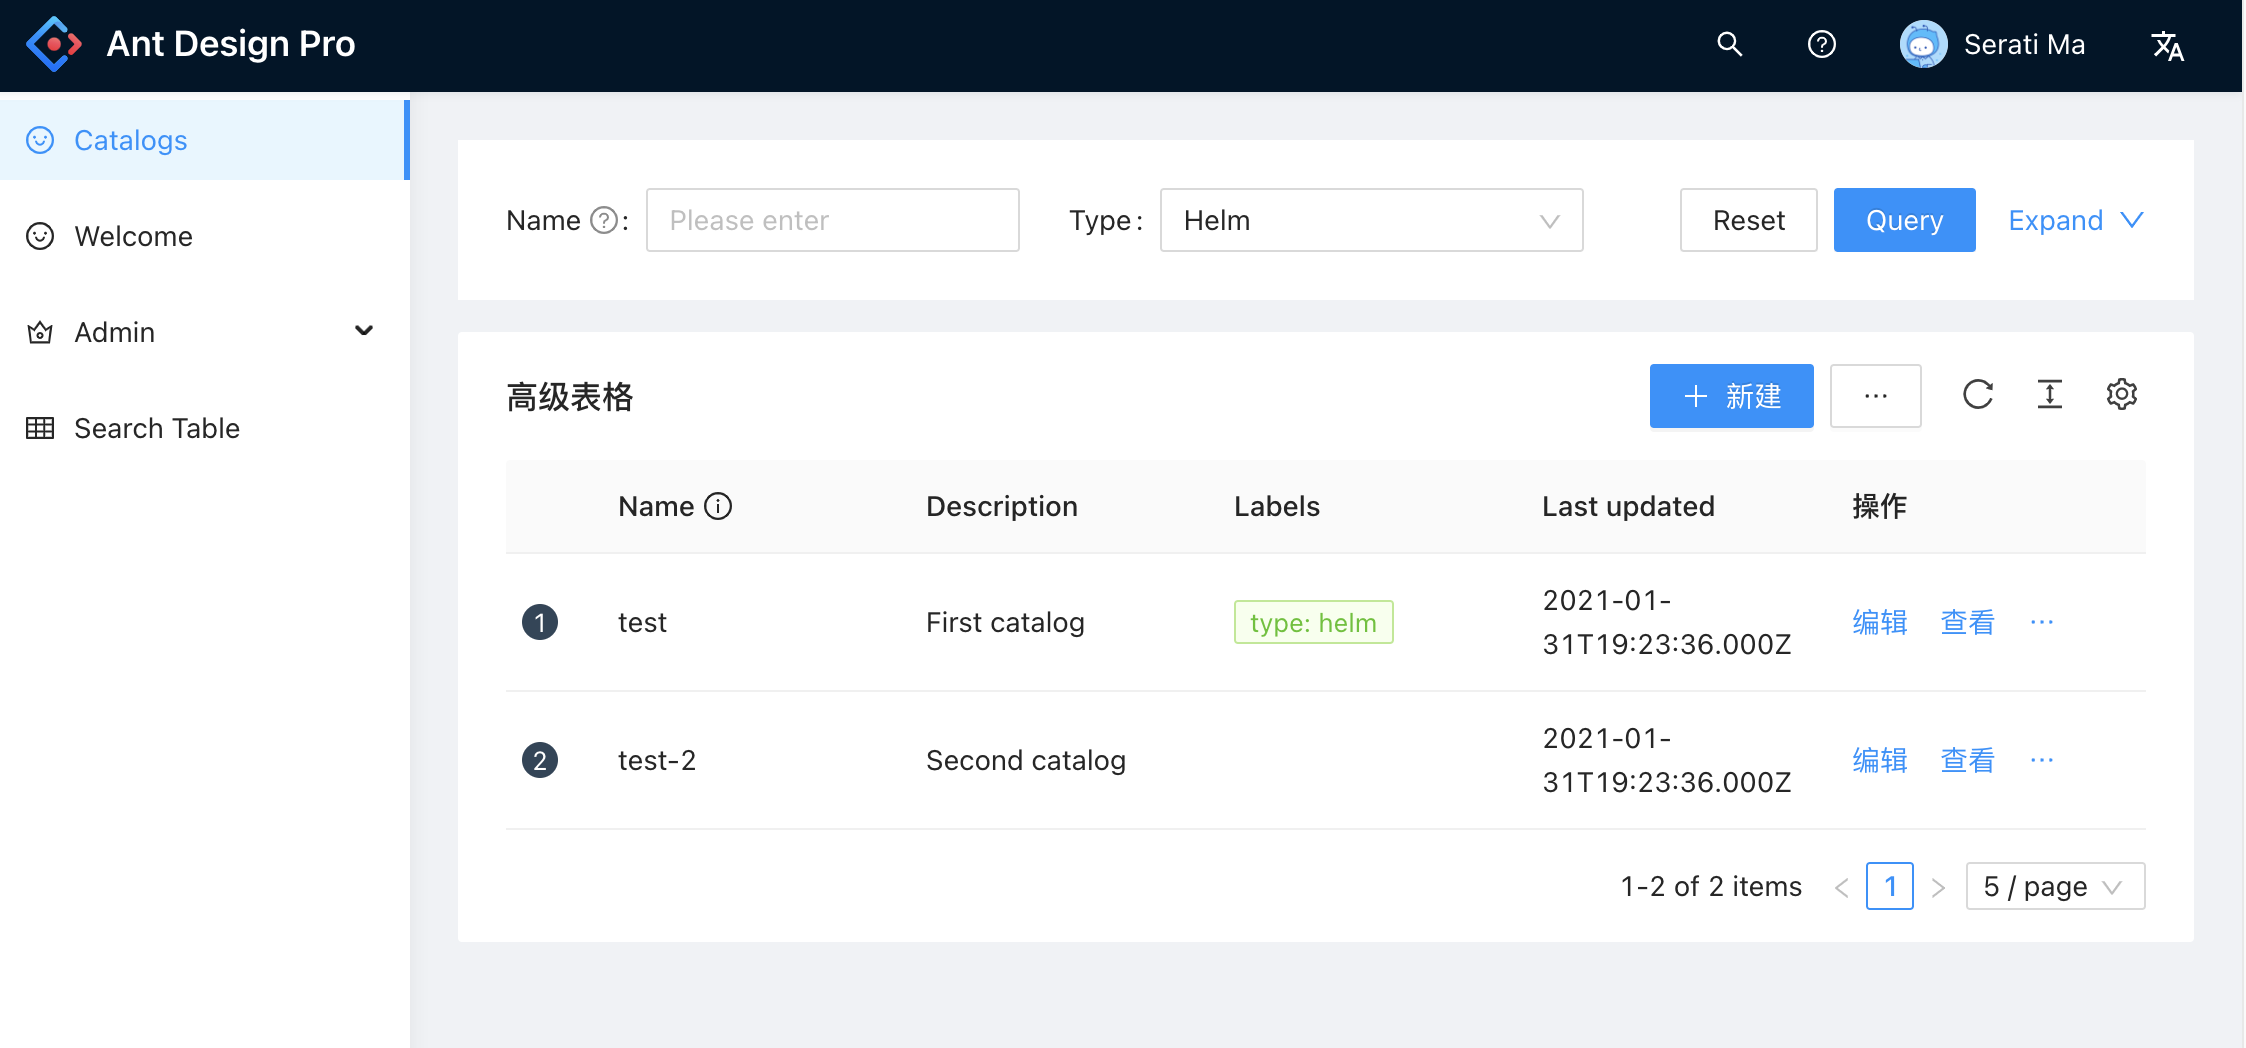 Ant Design Pro
Serati Ma
Catalogs
Welcome
Admin
Search Table
Name : Please enter Type : Helm Reset Query Expand
高级表格
新建 ···
Name Description Labels Last updated 操作
1 test First catalog type: helm 2021-01-
31T19:23:36.000Z 编辑 查看 ···
2 test-2 Second catalog 2021-01-
31T19:23:36.000Z 编辑 查看 ···
1-2 of 2 items < 1 > 5 / page